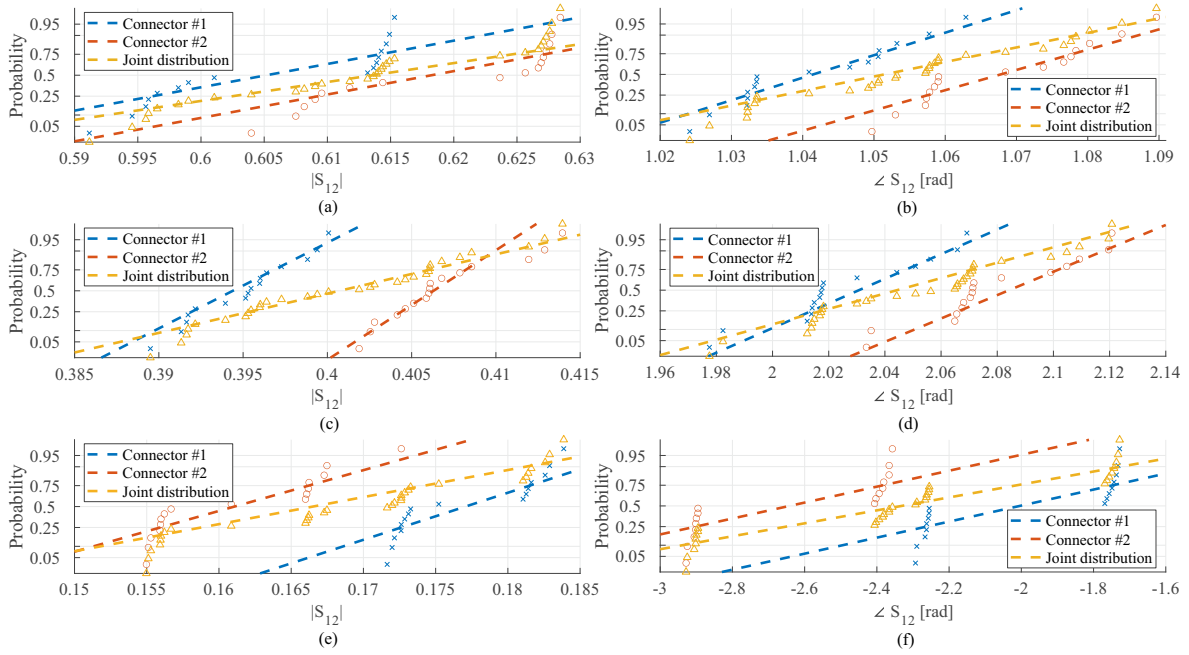 Probability
0.95
0.75
0.5
0.25
0.05
Connector #1
Connector #2
Joint distribution
0.59 0.595 0.6 0.605 0.61 0.615 0.62 0.625 0.63
|S12|
(a)
Probability
0.95
0.75
0.5
0.25
0.05
Connector #1
Connector #2
Joint distribution
1.02 1.03 1.04 1.05 1.06 1.07 1.08 1.09
∠ S12 [rad]
(b)
Probability
0.95
0.75
0.5
0.25
0.05
Connector #1
Connector #2
Joint distribution
0.385 0.39 0.395 0.4 0.405 0.41 0.415
|S12|
(c)
Probability
0.95
0.75
0.5
0.25
0.05
Connector #1
Connector #2
Joint distribution
1.96 1.98 2 2.02 2.04 2.06 2.08 2.1 2.12 2.14
∠ S12 [rad]
(d)
Probability
0.95
0.75
0.5
0.25
0.05
Connector #1
Connector #2
Joint distribution
0.15 0.155 0.16 0.165 0.17 0.175 0.18 0.185
|S12|
(e)
Probability
0.95
0.75
0.5
0.25
0.05
Connector #1
Connector #2
Joint distribution
-3 -2.8 -2.6 -2.4 -2.2 -2 -1.8 -1.6
∠ S12 [rad]
(f)